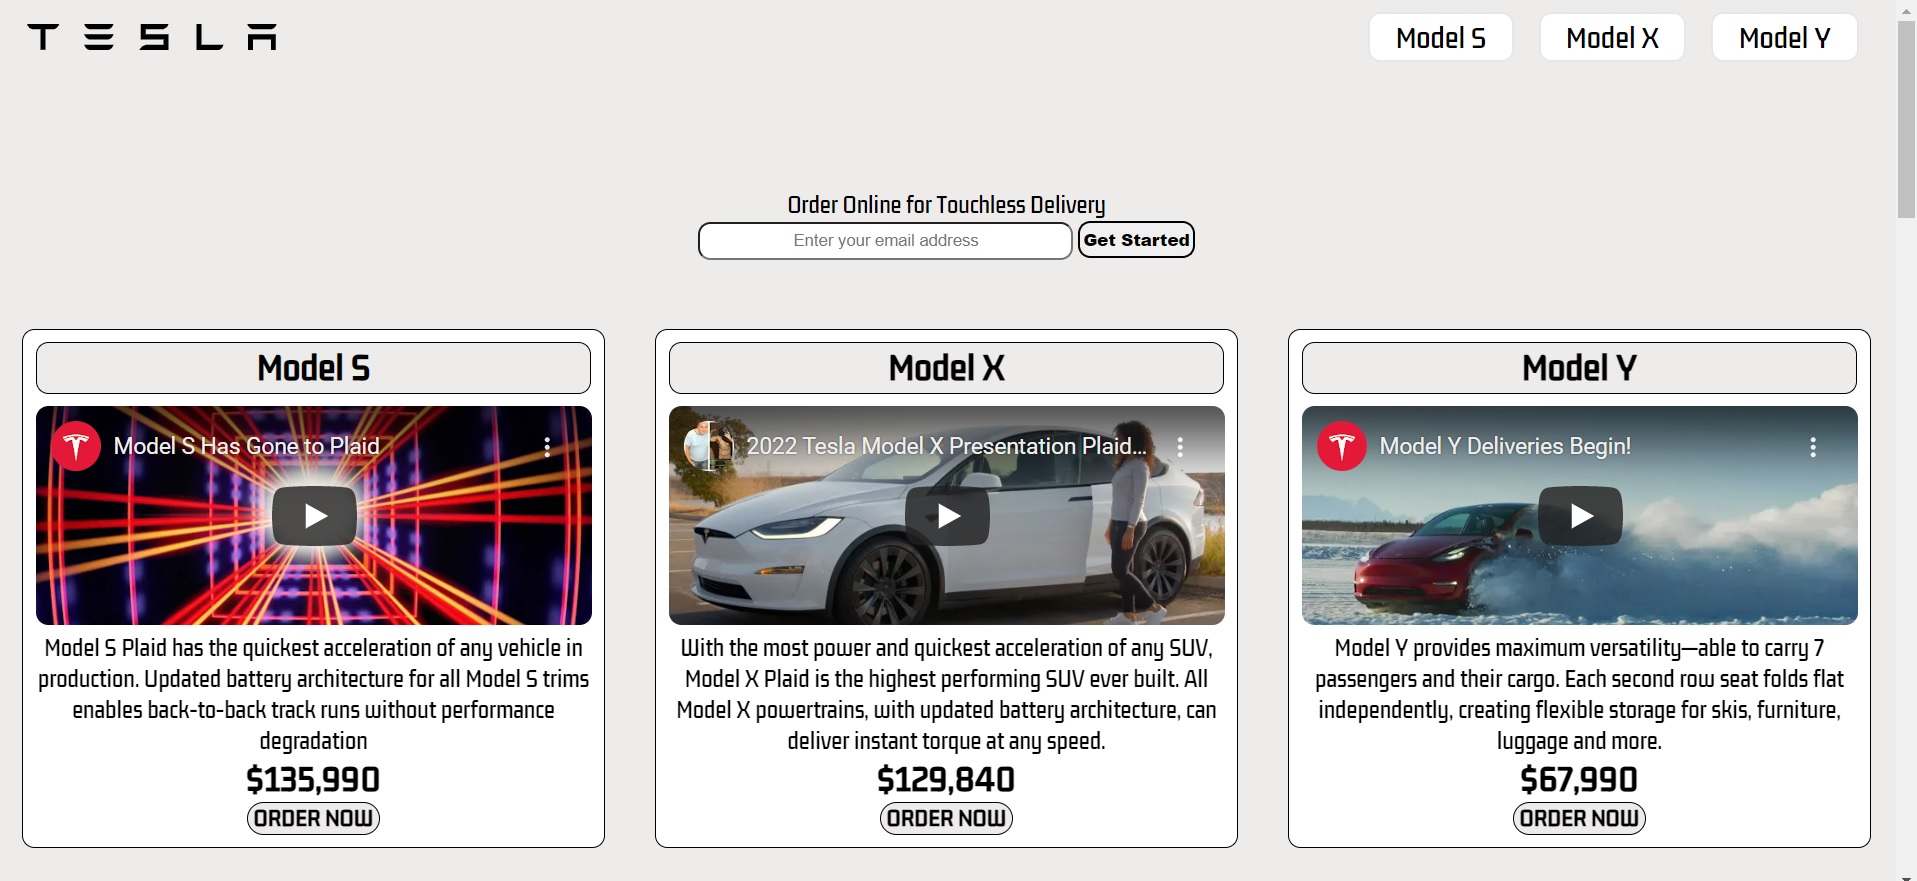 TESLA
Model S
Model X
Model Y
Order Online for Touchless Delivery
Enter your email address
Get Started
Model S
Model S Has Gone to Plaid
Model S Plaid has the quickest acceleration of any vehicle in
production. Updated battery architecture for all Model S trims
enables back-to-back track runs without performance
degradation
$135,990
ORDER NOW
Model X
2022 Tesla Model X Presentation Plaid...
With the most power and quickest acceleration of any SUV,
Model X Plaid is the highest performing SUV ever built. All
Model X powertrains, with updated battery architecture, can
deliver instant torque at any speed.
$129,840
ORDER NOW
Model Y
Model Y Deliveries Begin!
Model Y provides maximum versatility—able to carry 7
passengers and their cargo. Each second row seat folds flat
independently, creating flexible storage for skis, furniture,
luggage and more.
$67,990
ORDER NOW